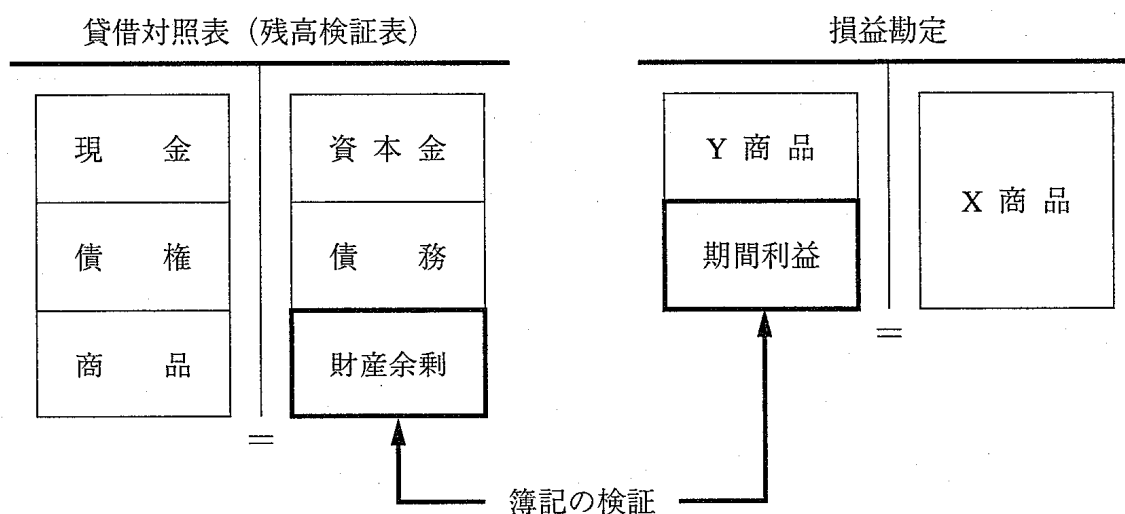 貸借対照表（残高検証表）
現金
資本金
債権
債務
商品
財産余剰
＝
損益勘定
Y商品
X商品
期間利益
＝
簿記の検証